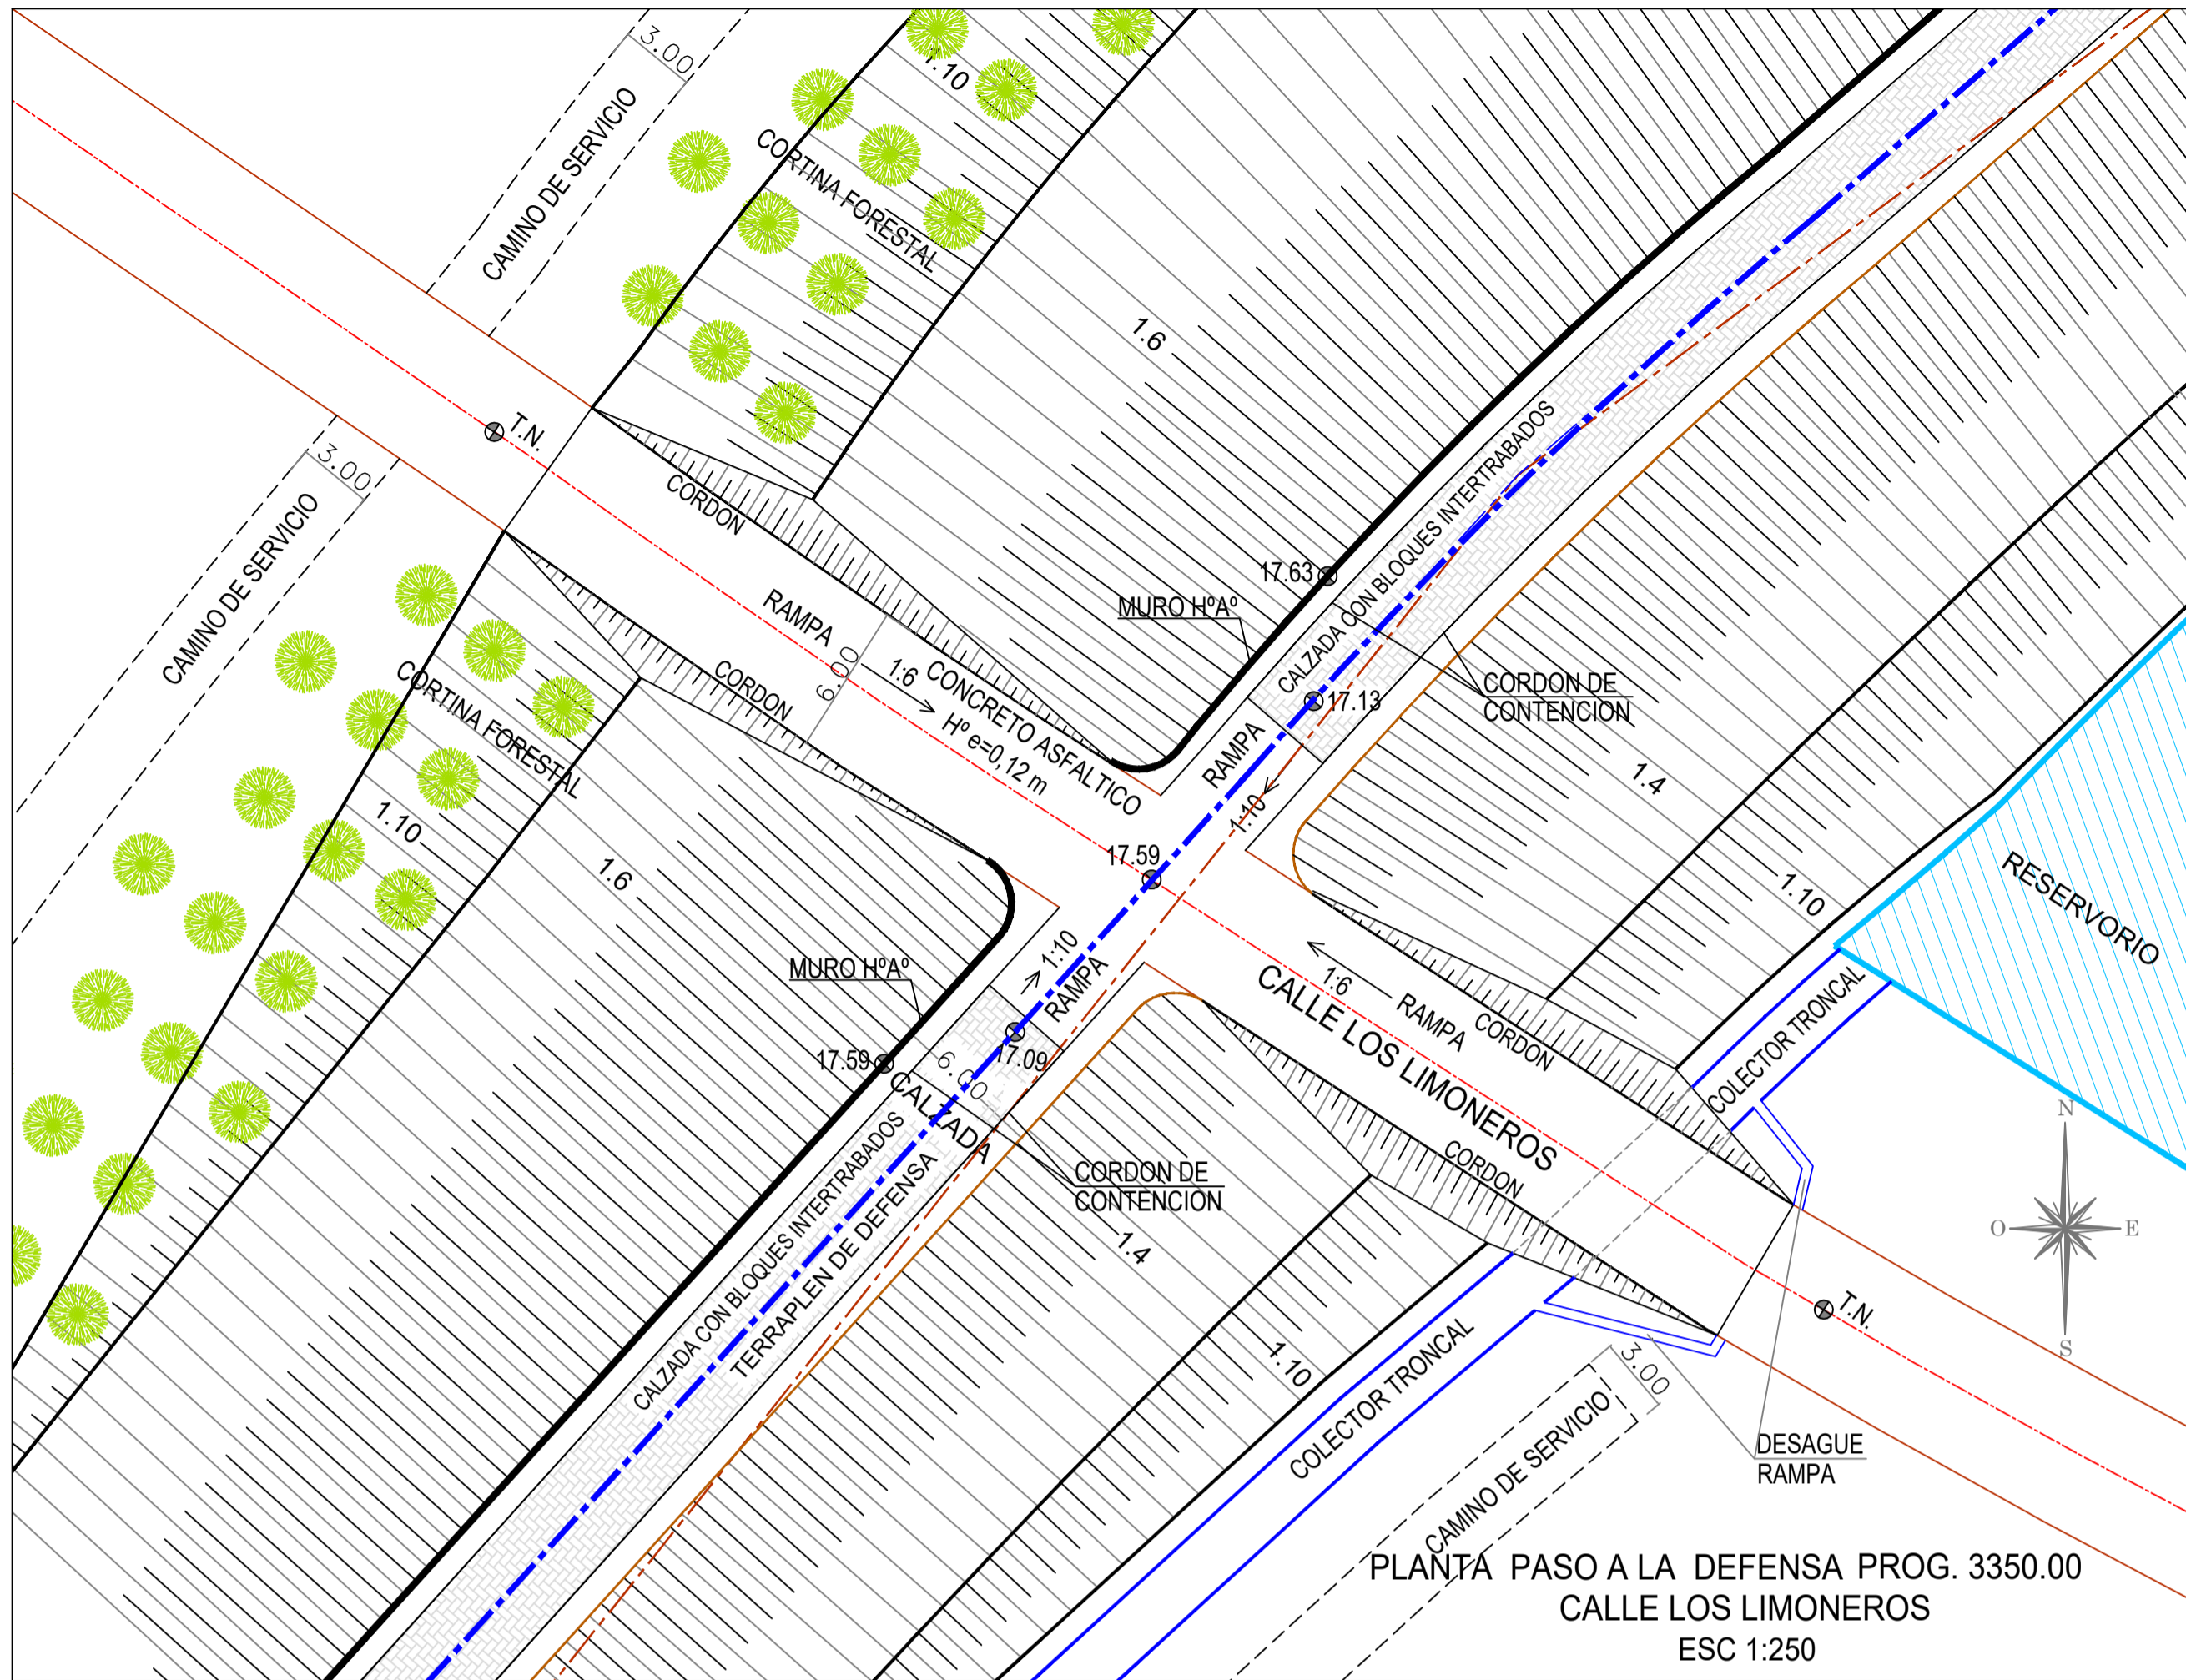 3.00
1.10
CAMINO DE SERVICIO
CORTINA FORESTAL
1.6
T.N.
3.00
CORDON
CAMINO DE SERVICIO
CALZADA CON BLOQUES INTERTRABADOS
17.63
MURO HºAº
RAMPA
6.00
1:6
CONCRETO ASFALTICO
Hº e=0,12 m
CORDON
CORTINA FORESTAL
1.10
1.6
CORDON DE
CONTENCION
17.13
RAMPA
1:10
1.4
1.10
RESERVORIO
17.59
1:10
RAMPA
MURO HºAº
17.59
17.09
6.00
CALZADA
1:6
RAMPA
CORDON
CALLE LOS LIMONEROS
COLECTOR TRONCAL
CORDON
CORDON DE
CONTENCION
1.4
CALZADA CON BLOQUES INTERTRABADOS
TERRAPLEN DE DEFENSA
N
O
E
S
T.N.
1.10
COLECTOR TRONCAL
3.00
CAMINO DE SERVICIO
DESAGUE
RAMPA
PLANTA PASO A LA DEFENSA PROG. 3350.00
CALLE LOS LIMONEROS
ESC 1:250